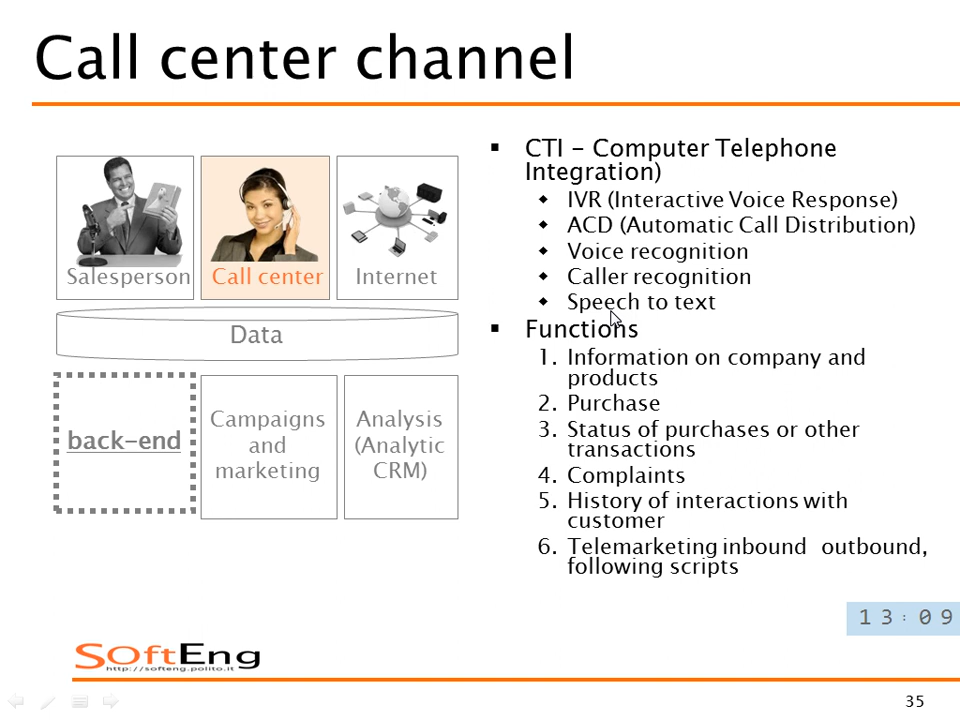 Call center channel
Salesperson
Call center
Internet
Data
back-end
Campaigns
and
marketing
Analysis
(Analytic
CRM)
▪ CTI - Computer Telephone
Integration)
◆ IVR (Interactive Voice Response)
◆ ACD (Automatic Call Distribution)
◆ Voice recognition
◆ Caller recognition
◆ Speech to text
▪ Functions
1. Information on company and
products
2. Purchase
3. Status of purchases or other
transactions
4. Complaints
5. History of interactions with
customer
6. Telemarketing inbound outbound,
following scripts
13:09
SOftEng
http://softeng.polito.it
35